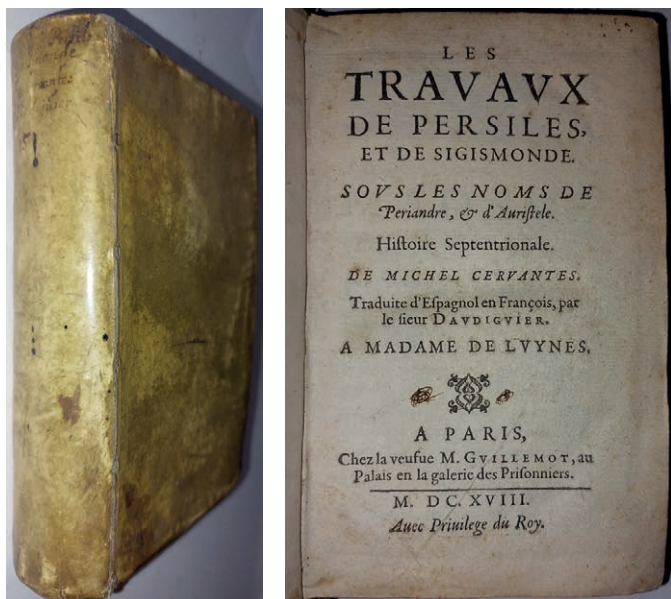 LES
TRAVAVX
DE PERSILES,
ET DE SIGISMONDE.
SOVS LES NOMS DE
Periandre, & d'Auriſtele.
Hiſtoire Septentrionale.
DE MICHEL CERVANTES.
Traduite d'Eſpagnol en François, par
le ſieur DAVDIGVIER.
A MADAME DE LVYNES.
A PARIS,
Chez la veufue M. GVILLEMOT, au
Palais en la galerie des Priſonniers.
M. DC. XVIII.
Auec Priuilege du Roy.